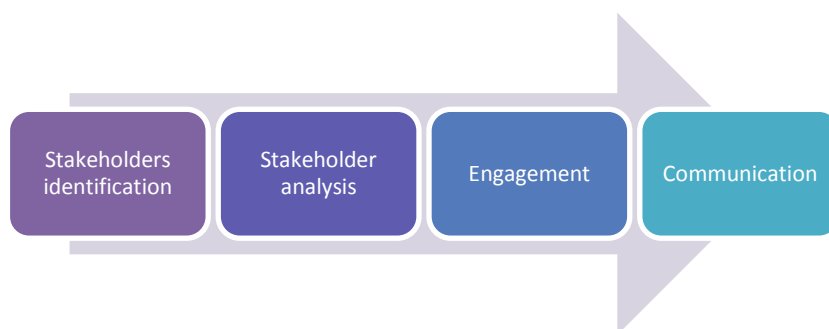 Stakeholders
identification
Stakeholder
analysis
Engagement
Communication